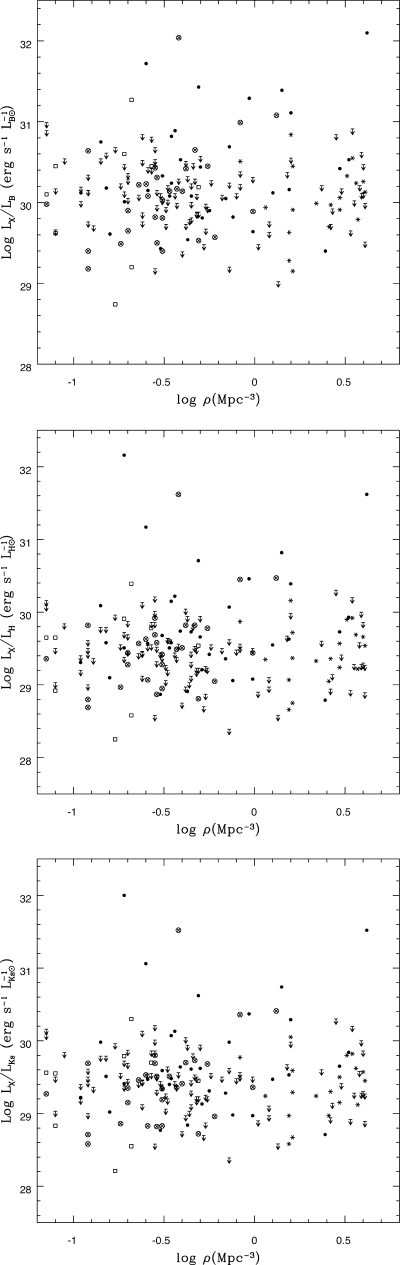 32
31
30
29
28
Log L_X/L_B (erg s⁻¹ L_B⊙⁻¹)
-1 -0.5 0 0.5
log ρ(Mpc⁻³)
32
31
30
29
28
Log L_X/L_H (erg s⁻¹ L_H⊙⁻¹)
-1 -0.5 0 0.5
log ρ(Mpc⁻³)
32
31
30
29
28
Log L_X/L_Ks (erg s⁻¹ L_Ks⊙⁻¹)
-1 -0.5 0 0.5
log ρ(Mpc⁻³)